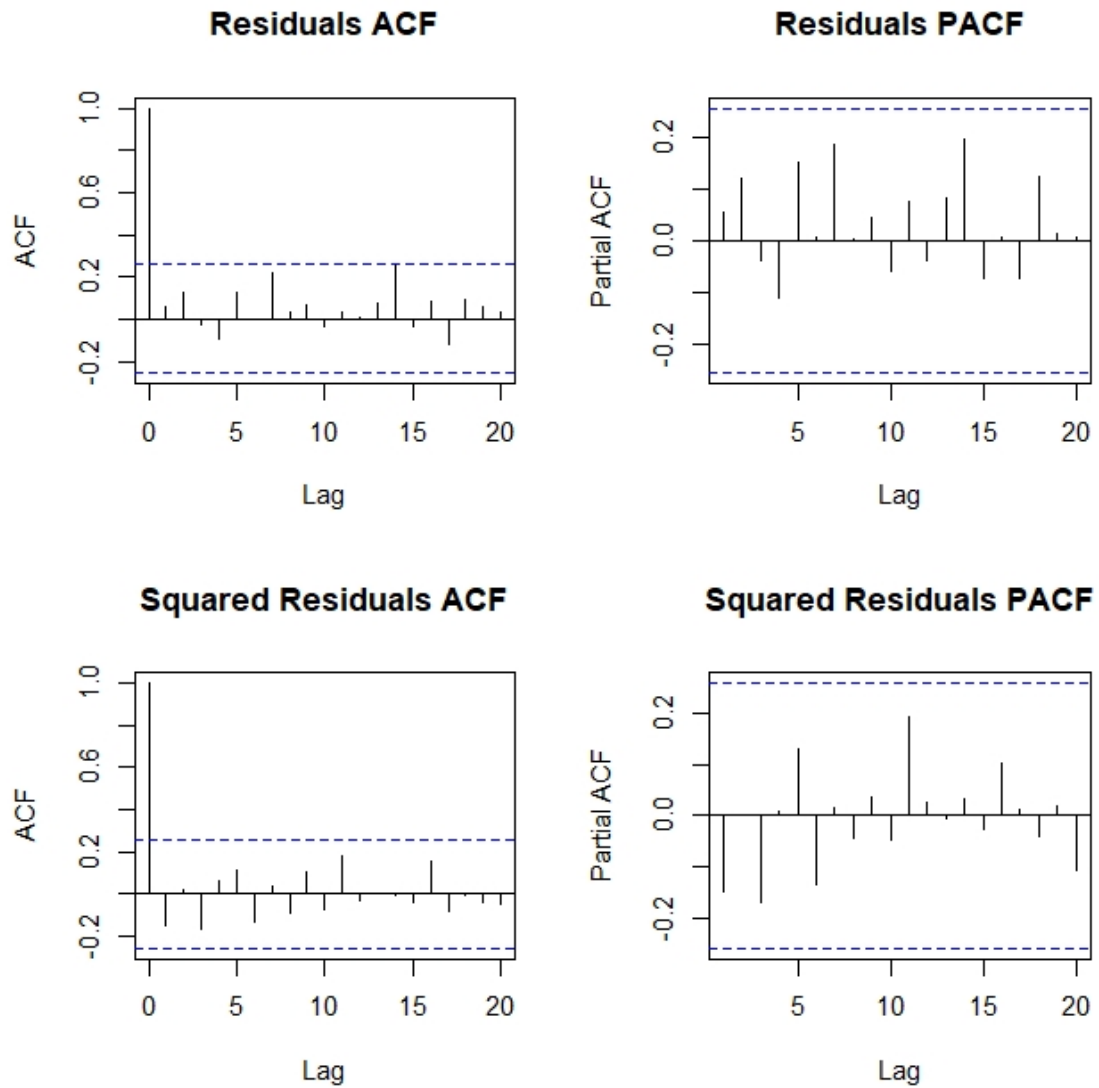 Residuals ACF
1.0
0.6
0.2
-0.2
ACF
0 5 10 15 20
Lag
Residuals PACF
0.2
0.0
-0.2
Partial ACF
5 10 15 20
Lag
Squared Residuals ACF
1.0
0.6
0.2
-0.2
ACF
0 5 10 15 20
Lag
Squared Residuals PACF
0.2
0.0
-0.2
Partial ACF
5 10 15 20
Lag